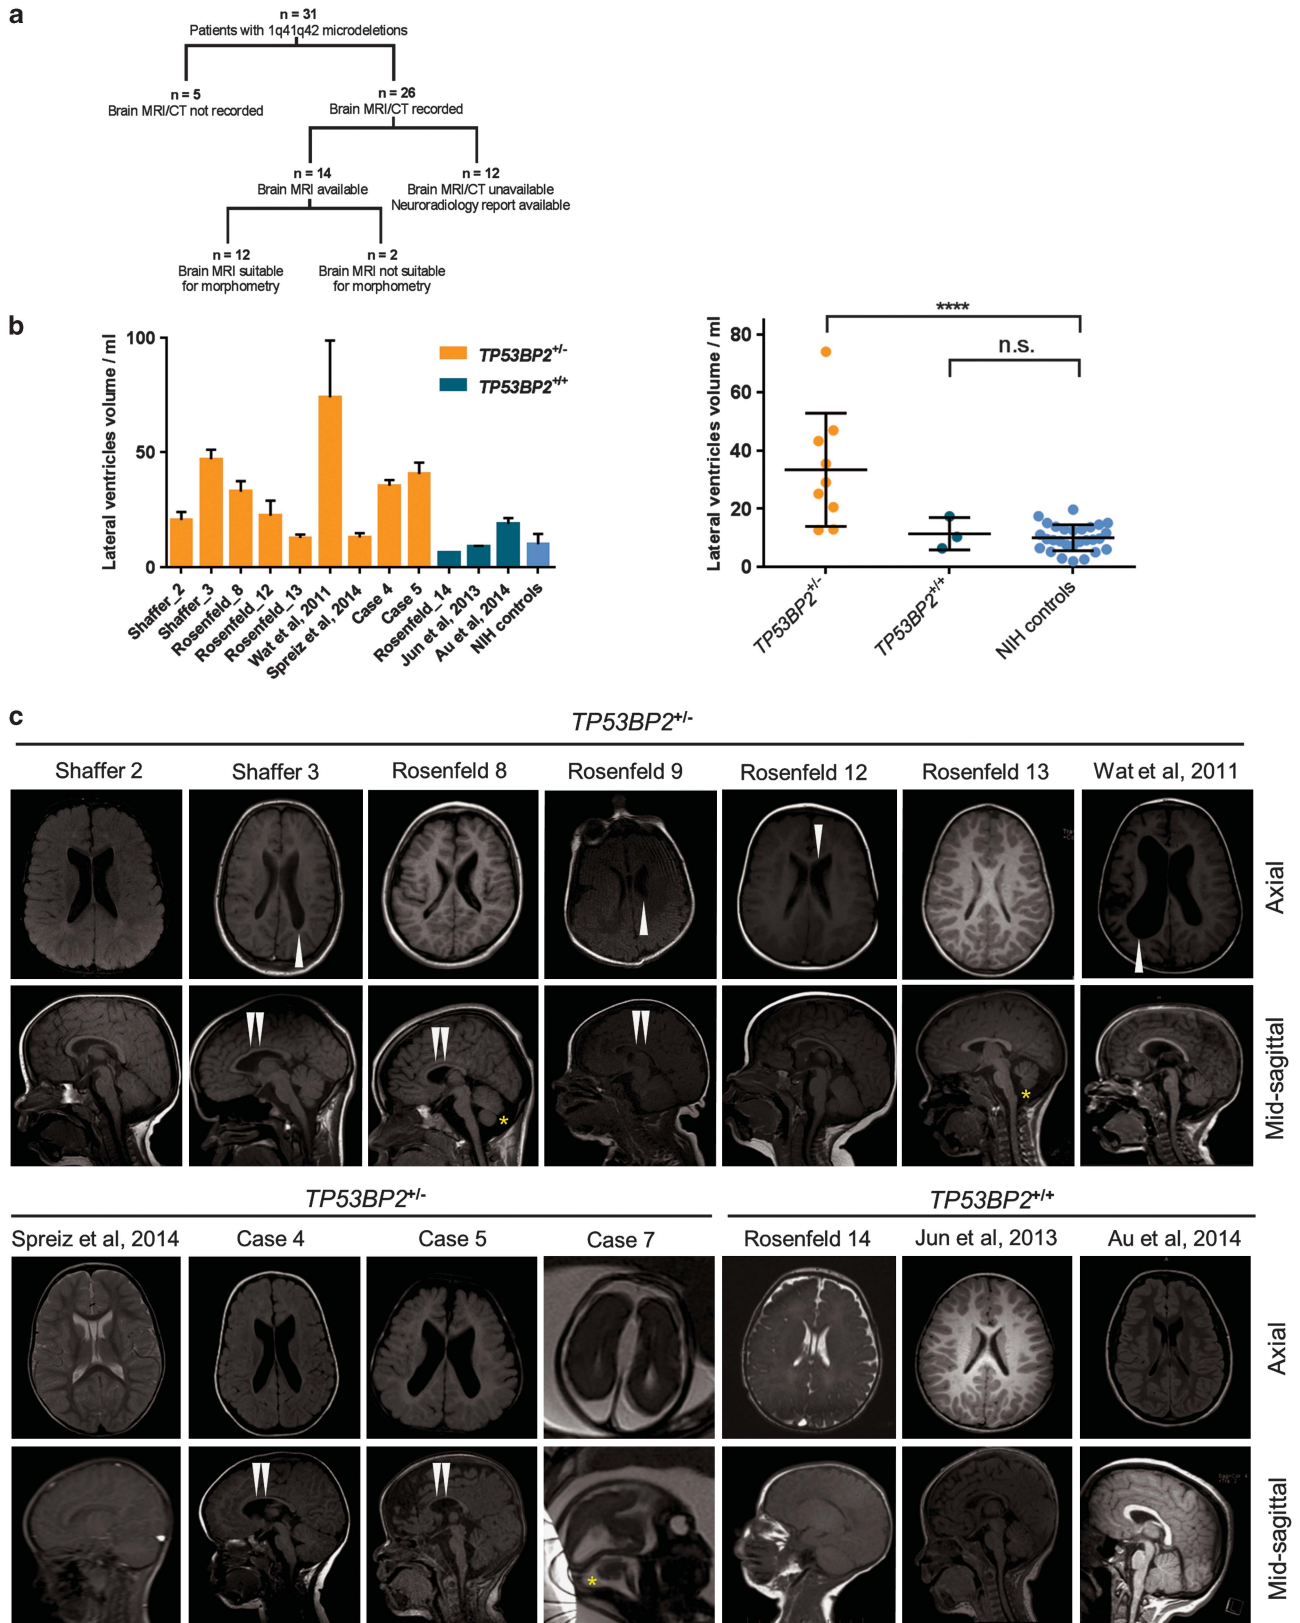 a
n = 31
Patients with 1q41q42 microdeletions
n = 5
Brain MRI/CT not recorded
n = 26
Brain MRI/CT recorded
n = 14
Brain MRI available
n = 12
Brain MRI/CT unavailable
Neuroradiology report available
n = 12
Brain MRI suitable
for morphometry
n = 2
Brain MRI not suitable
for morphometry
b
Lateral ventricles volume / ml
100
50
0
TP53BP2+/-
TP53BP2+/+
Shaffer_2
Shaffer_3
Rosenfeld_8
Rosenfeld_12
Rosenfeld_13
Wat et al, 2011
Spreiz et al, 2014
Case 4
Case 5
Rosenfeld_14
Jun et al, 2013
Au et al, 2014
NIH controls
Lateral ventricles volume / ml
80
60
40
20
0
****
n.s.
TP53BP2+/-
TP53BP2+/+
NIH controls
c
TP53BP2+/-
Shaffer 2
Shaffer 3
Rosenfeld 8
Rosenfeld 9
Rosenfeld 12
Rosenfeld 13
Wat et al, 2011
Axial
Mid-sagittal
*
*
TP53BP2+/-
TP53BP2+/+
Spreiz et al, 2014
Case 4
Case 5
Case 7
Rosenfeld 14
Jun et al, 2013
Au et al, 2014
Axial
Mid-sagittal
*